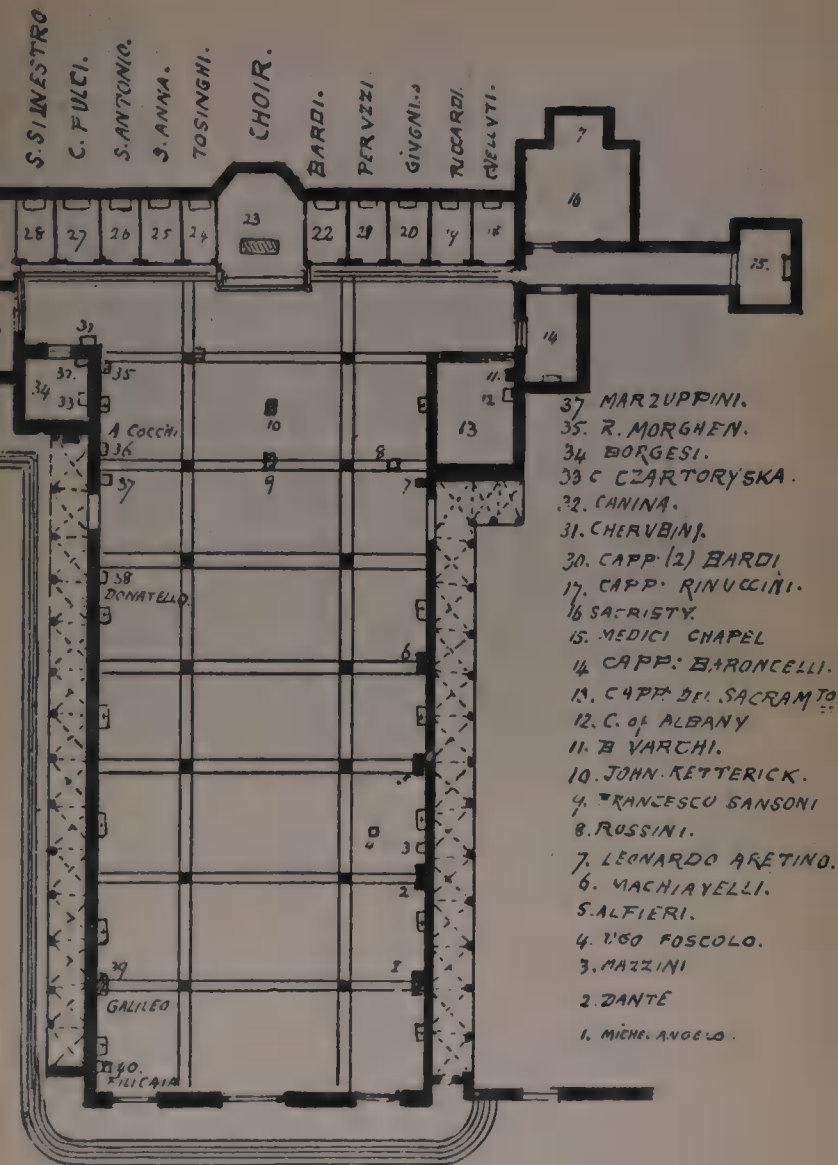 S. SILVESTRO
C. FULCI.
S. ANTONIO.
S. ANNA.
TOSINGHI.
CHOIR.
BARDI.
PERVZZI.
GIVGNI.
RICCARDI.
VELLVTI.
7
16
28
27
26
25
24
23
22
21
20
19
18
15.
14
31
32.
35
34
33
10
11.
12
13
A COCCHI
36
37
9
8
7
38
DONATELLO.
6
3
2
39
GALILEO
1
40.
FILICAIA
37 MARZUPPINI.
35. R. MORGHEN.
34 BORGESI.
33 C CZARTORYSKA.
32. CANINA.
31. CHERVBINI.
30. CAPP. (2) BARDI
17. CAPP. RINUCCINI.
16 SACRISTY.
15. MEDICI CHAPEL
14 CAPP: BARONCELLI.
13. CAPP. DEL SACRAMTO
12. C. of ALBANY
11. B VARCHI.
10. JOHN. KETTERICK.
9. FRANCESCO SANSONI
8. ROSSINI.
7. LEONARDO ARETINO.
6. MACHIAVELLI.
5. ALFIERI.
4. UGO FOSCOLO.
3. MAZZINI
2. DANTE
1. MICHEL ANGELO.